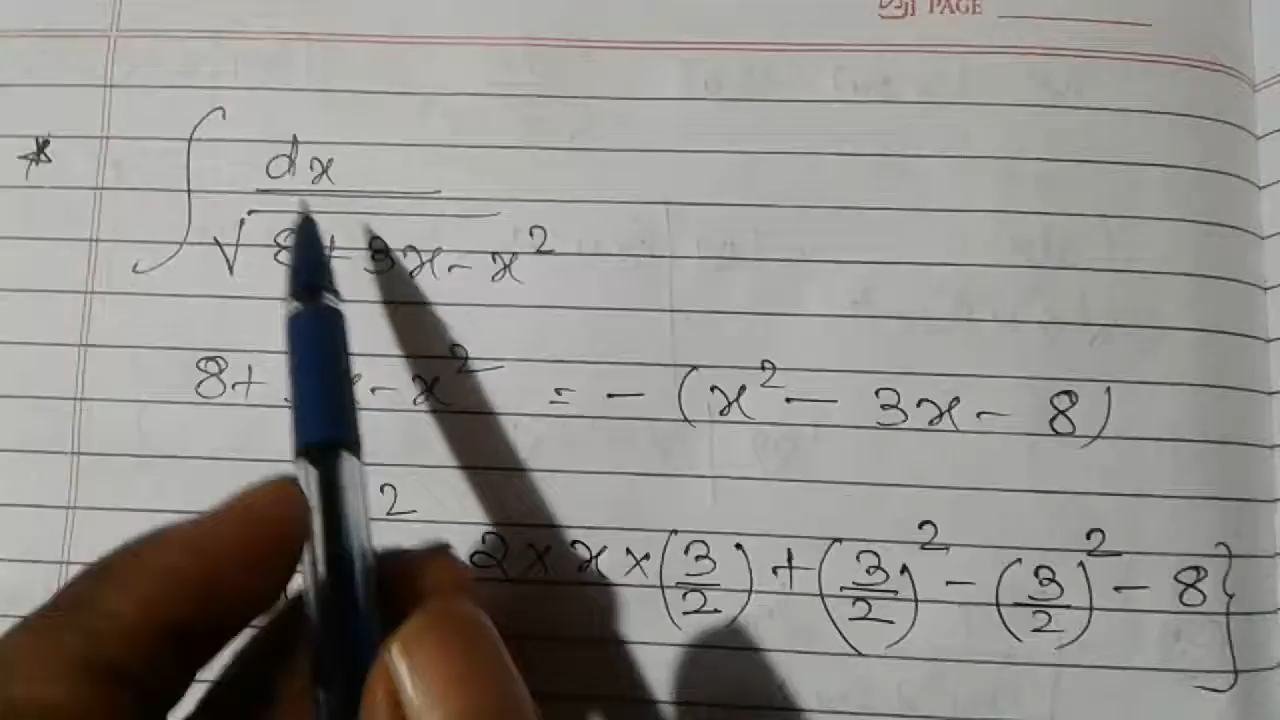 PAGE
∫ dx
√ 8 + 3x - x²
8 + x - x² = - (x² - 3x - 8)
² 2 × x × (3/2) + (3/2)² - (3/2)² - 8}